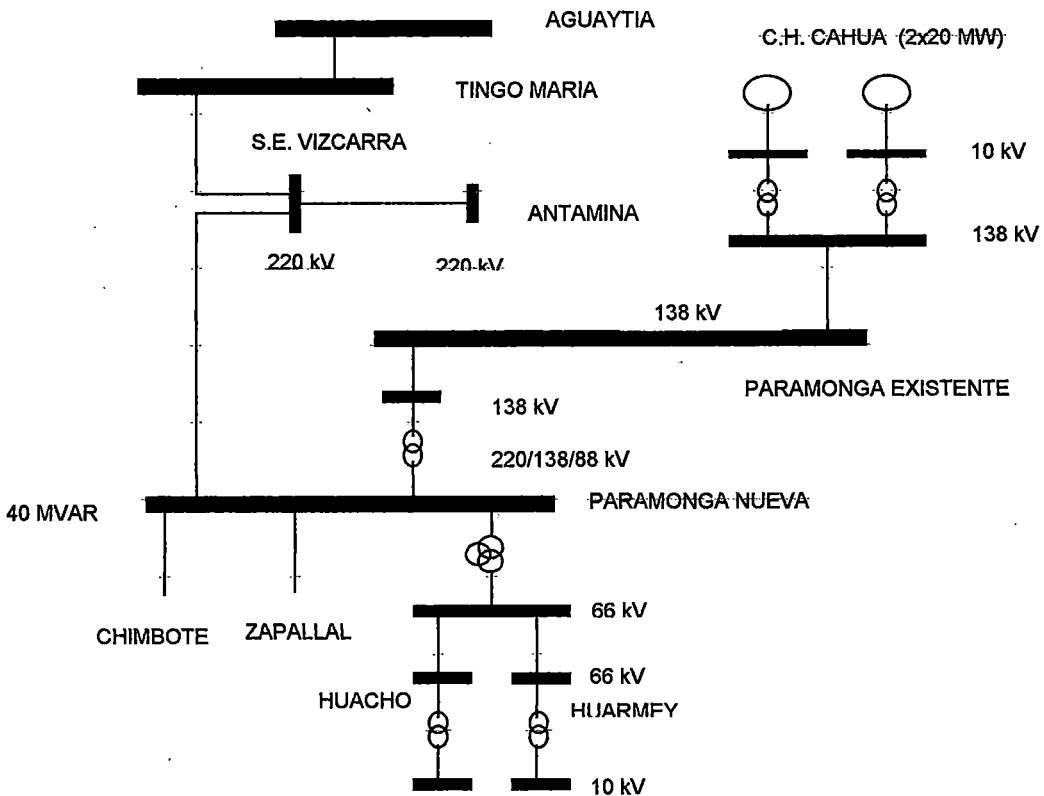 AGUAYTIA
C.H. CAHUA (2x20 MW)
TINGO MARIA
S.E. VIZCARRA
10 kV
ANTAMINA
138 kV
220 kV
220 kV
138 kV
PARAMONGA EXISTENTE
138 kV
220/138/88 kV
40 MVAR
PARAMONGA NUEVA
CHIMBOTE
ZAPALLAL
66 kV
66 kV
HUACHO
HUARMEY
10 kV